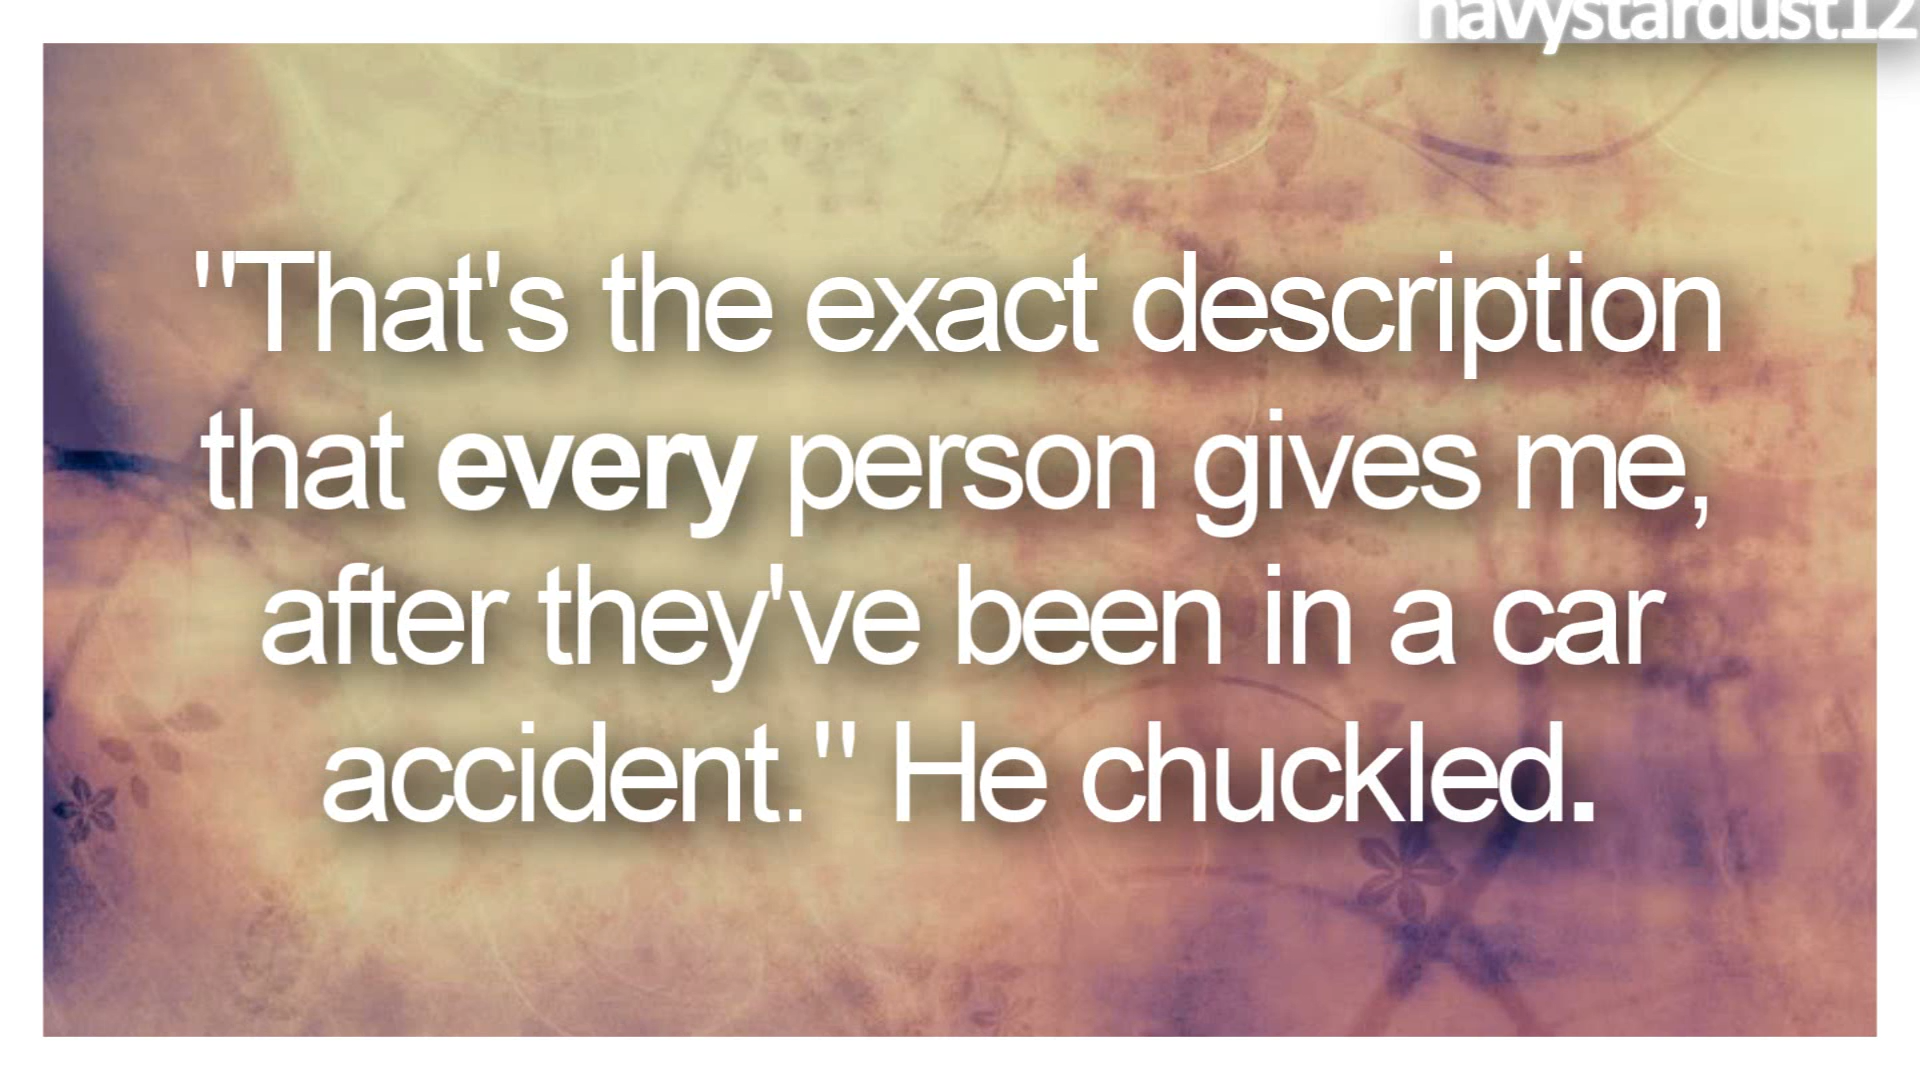 navystardust12
"That's the exact description
that every person gives me,
after they've been in a car
accident." He chuckled.